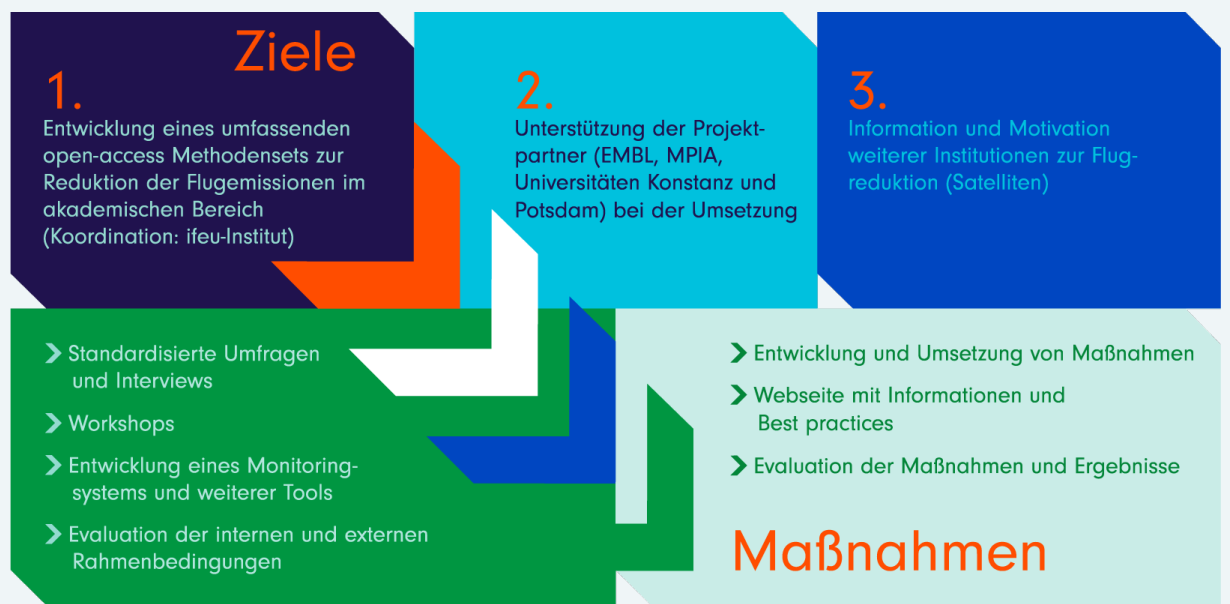 Ziele
1.
Entwicklung eines umfassenden
open-access Methodensets zur
Reduktion der Flugemissionen im
akademischen Bereich
(Koordination: ifeu-Institut)
2.
Unterstützung der Projekt-
partner (EMBL, MPIA,
Universitäten Konstanz und
Potsdam) bei der Umsetzung
3.
Information und Motivation
weiterer Institutionen zur Flug-
reduktion (Satelliten)
Standardisierte Umfragen
und Interviews
Workshops
Entwicklung eines Monitoring-
systems und weiterer Tools
Evaluation der internen und externen
Rahmenbedingungen
Entwicklung und Umsetzung von Maßnahmen
Webseite mit Informationen und
Best practices
Evaluation der Maßnahmen und Ergebnisse
Maßnahmen